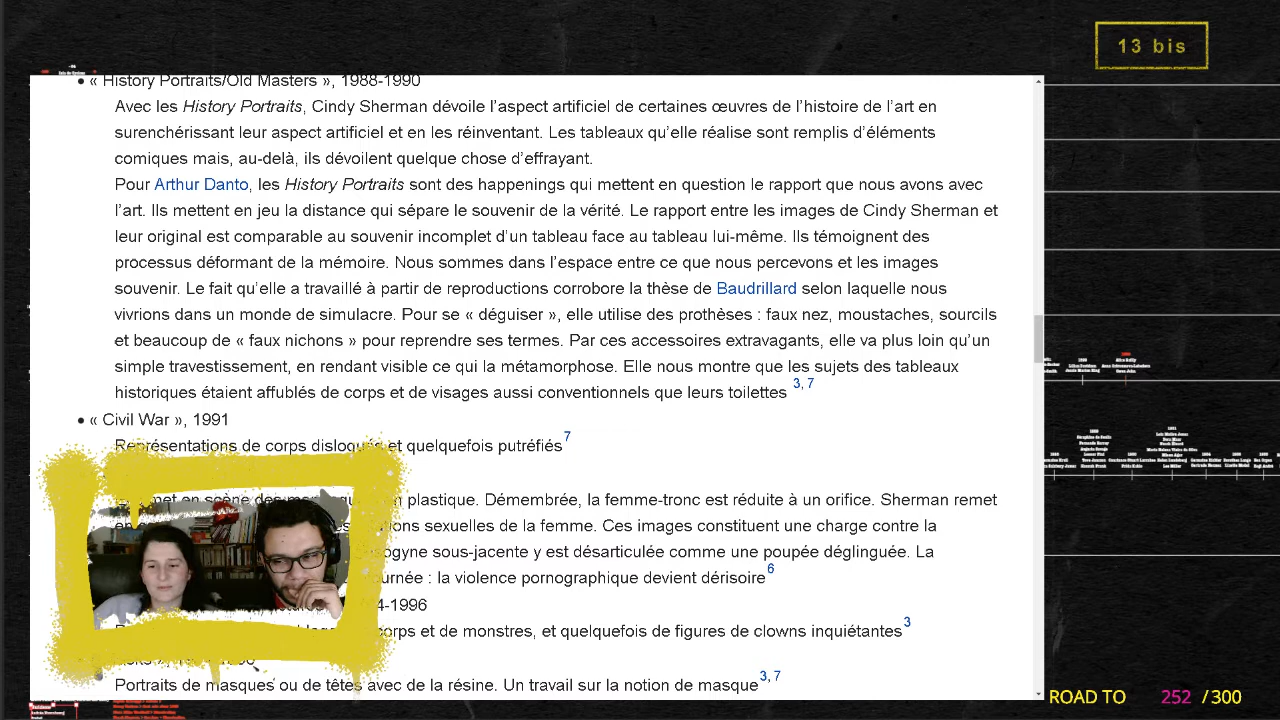 13 bis
• « History Portraits/Old Masters », 1988-1990
Avec les History Portraits, Cindy Sherman dévoile l’aspect artificiel de certaines œuvres de l’histoire de l’art en
surenchérissant leur aspect artificiel et en les réinventant. Les tableaux qu’elle réalise sont remplis d’éléments
comiques mais, au-delà, ils dévoilent quelque chose d’effrayant.
Pour Arthur Danto, les History Portraits sont des happenings qui mettent en question le rapport que nous avons avec
l’art. Ils mettent en jeu la distance qui sépare le souvenir de la vérité. Le rapport entre les images de Cindy Sherman et
leur original est comparable au souvenir incomplet d’un tableau face au tableau lui-même. Ils témoignent des
processus déformant de la mémoire. Nous sommes dans l’espace entre ce que nous percevons et les images
souvenir. Le fait qu’elle a travaillé à partir de reproductions corrobore la thèse de Baudrillard selon laquelle nous
vivrions dans un monde de simulacre. Pour se « déguiser », elle utilise des prothèses : faux nez, moustaches, sourcils
et beaucoup de « faux nichons » pour reprendre ses termes. Par ces accessoires extravagants, elle va plus loin qu’un
simple travestissement, en rendant visible ce qui la métamorphose. Elle nous montre que les sujets des tableaux
historiques étaient affublés de corps et de visages aussi conventionnels que leurs toilettes 3, 7
• « Civil War », 1991
Représentations de corps disloqués et quelquefois putréfiés 7
met en scène des plastique. Démembrée, la femme-tronc est réduite à un orifice. Sherman remet
sexuelles de la femme. Ces images constituent une charge contre la
sous-jacente y est désarticulée comme une poupée déglinguée. La
: la violence pornographique devient dérisoire 6
-1996
corps et de monstres, et quelquefois de figures de clowns inquiétantes 3
Portraits de masques ou de têtes avec de la résine. Un travail sur la notion de masque 3, 7
ROAD TO 252 /300